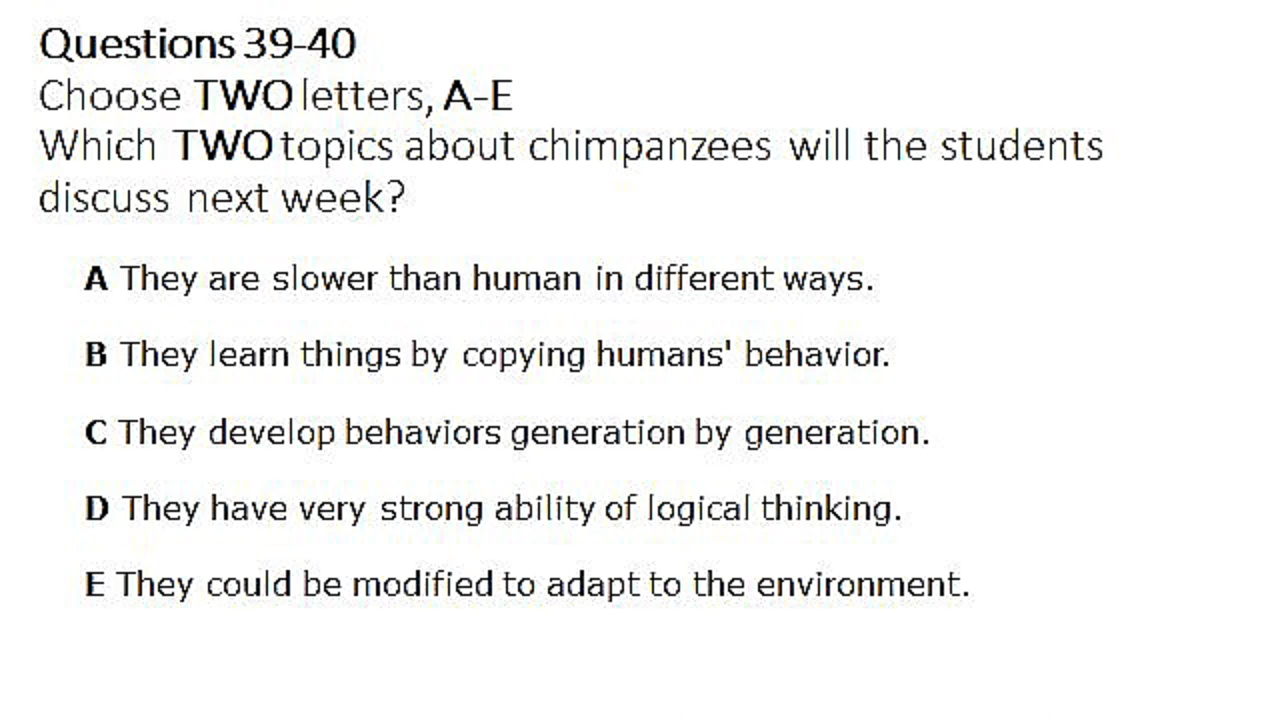 Questions 39-40
Choose TWO letters, A-E
Which TWO topics about chimpanzees will the students
discuss next week?
A They are slower than human in different ways.
B They learn things by copying humans' behavior.
C They develop behaviors generation by generation.
D They have very strong ability of logical thinking.
E They could be modified to adapt to the environment.